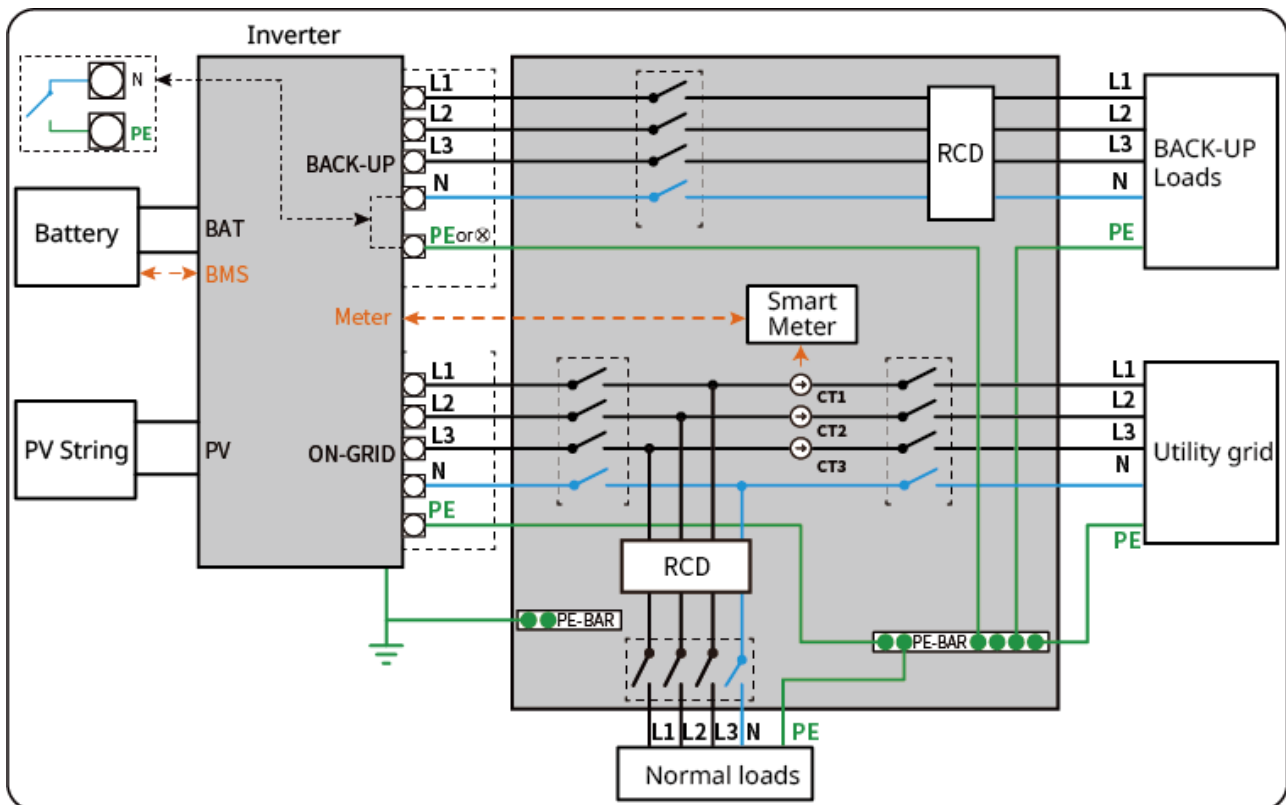 Inverter
N
PE
L1
L2
L3
BACK-UP
N
PEor⊗
RCD
L1
L2
L3
N
PE
BACK-UP
Loads
Battery
BAT
BMS
Meter
Smart
Meter
L1
L2
L3
ON-GRID
N
PE
CT1
CT2
CT3
L1
L2
L3
N
PE
Utility grid
PV String
PV
RCD
PE-BAR
PE-BAR
L1
L2
L3
N
PE
Normal loads